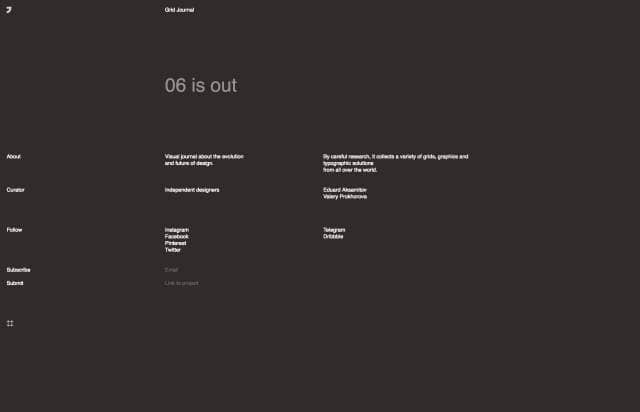 Grid Journal
06 is out
About
Visual journal about the evolution
and future of design.
By careful research, it collects a variety of grids, graphics and
typographic solutions
from all over the world.
Curator
Independent designers
Eduard Aksamitov
Valery Prokhorova
Follow
Instagram
Facebook
Pinterest
Twitter
Telegram
Dribbble
Subscribe
Email
Submit
Link to project